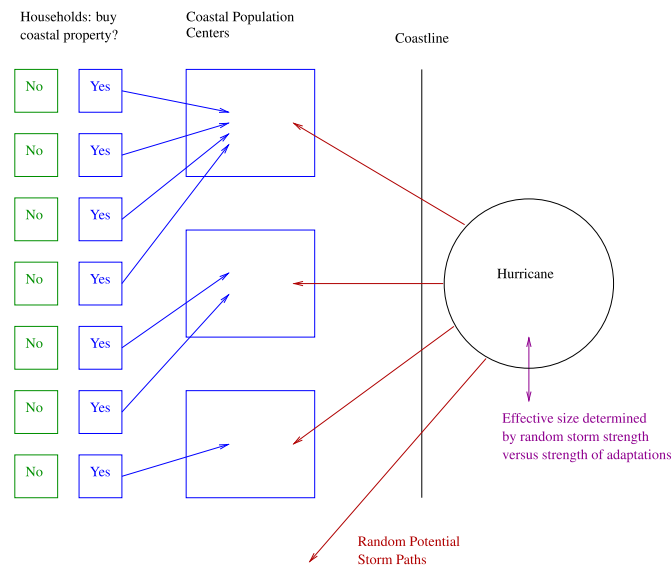 Households: buy
coastal property?
Coastal Population
Centers
Coastline
No
Yes
No
Yes
No
Yes
No
Yes
No
Yes
No
Yes
No
Yes
Hurricane
Effective size determined
by random storm strength
versus strength of adaptations
Random Potential
Storm Paths